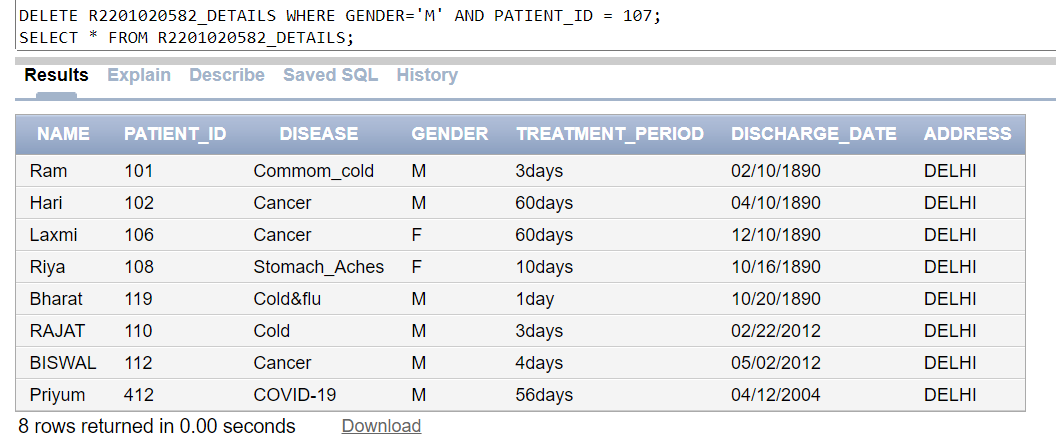 DELETE R2201020582_DETAILS WHERE GENDER='M' AND PATIENT_ID = 107;
SELECT * FROM R2201020582_DETAILS;
Results Explain Describe Saved SQL History
NAME PATIENT_ID DISEASE GENDER TREATMENT_PERIOD DISCHARGE_DATE ADDRESS
Ram 101 Commom_cold M 3days 02/10/1890 DELHI
Hari 102 Cancer M 60days 04/10/1890 DELHI
Laxmi 106 Cancer F 60days 12/10/1890 DELHI
Riya 108 Stomach_Aches F 10days 10/16/1890 DELHI
Bharat 119 Cold&flu M 1day 10/20/1890 DELHI
RAJAT 110 Cold M 3days 02/22/2012 DELHI
BISWAL 112 Cancer M 4days 05/02/2012 DELHI
Priyum 412 COVID-19 M 56days 04/12/2004 DELHI
8 rows returned in 0.00 seconds Download